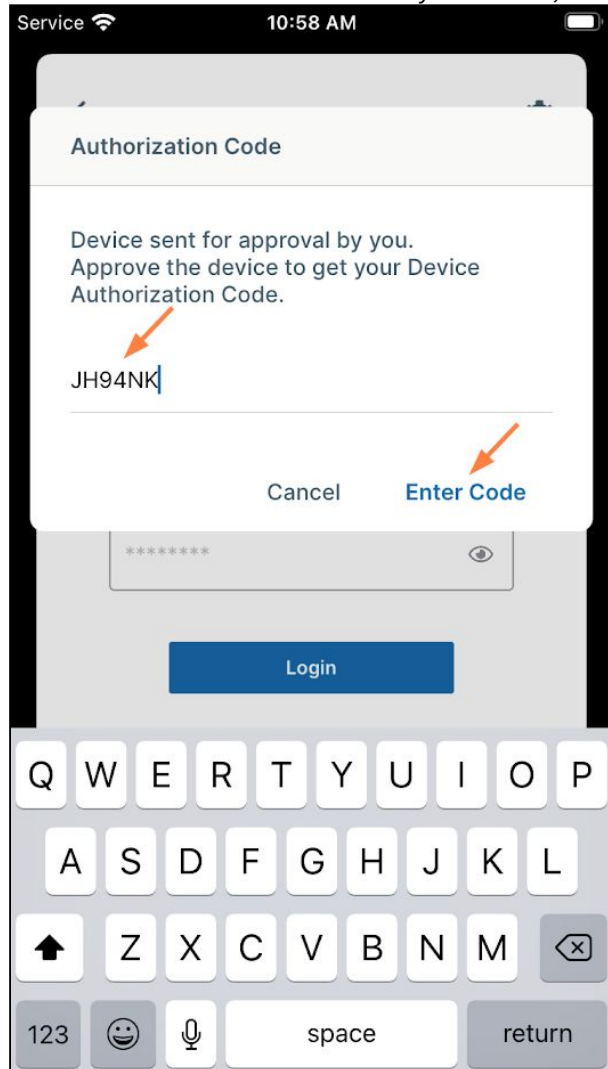 Service 10:58 AM
Authorization Code
Device sent for approval by you.
Approve the device to get your Device
Authorization Code.
JH94NK
Cancel Enter Code
********
Login
Q W E R T Y U I O P
A S D F G H J K L
Z X C V B N M
123 space return